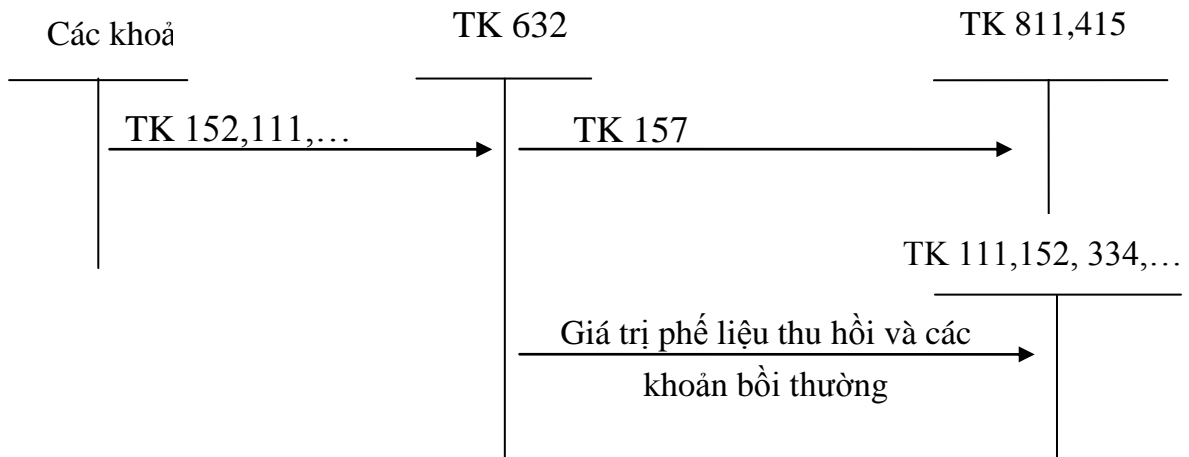 Các khoả
TK 632
TK 811,415
TK 152,111,…
TK 157
TK 111,152, 334,…
Giá trị phế liệu thu hồi và các
khoản bồi thường